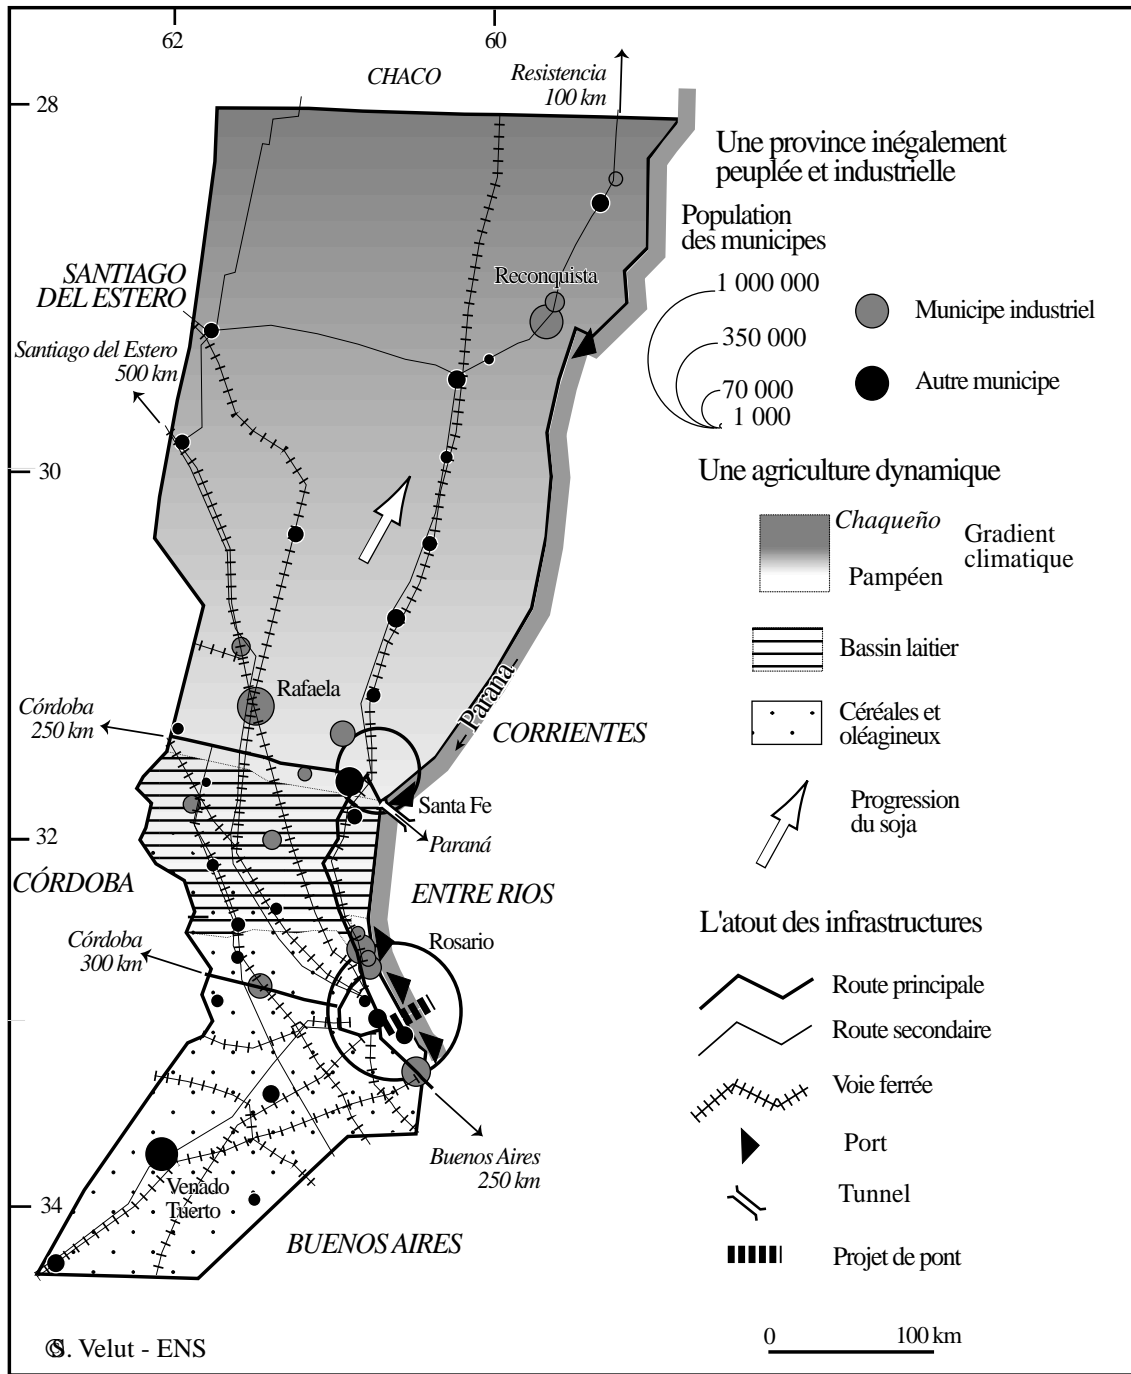 62
60
28
30
32
34
CHACO
Resistencia
100 km
SANTIAGO
DEL ESTERO
Santiago del Estero
500 km
Reconquista
Rafaela
Córdoba
250 km
Parana
CORRIENTES
Santa Fe
Paraná
CÓRDOBA
ENTRE RIOS
Córdoba
300 km
Rosario
Buenos Aires
250 km
Venado
Tuerto
BUENOS AIRES
© S. Velut - ENS
Une province inégalement
peuplée et industrielle
Population
des municipes
1 000 000
350 000
70 000
1 000
Municipe industriel
Autre municipe
Une agriculture dynamique
Chaqueño
Pampéen
Gradient
climatique
Bassin laitier
Céréales et
oléagineux
Progression
du soja
L'atout des infrastructures
Route principale
Route secondaire
Voie ferrée
Port
Tunnel
Projet de pont
0 100 km